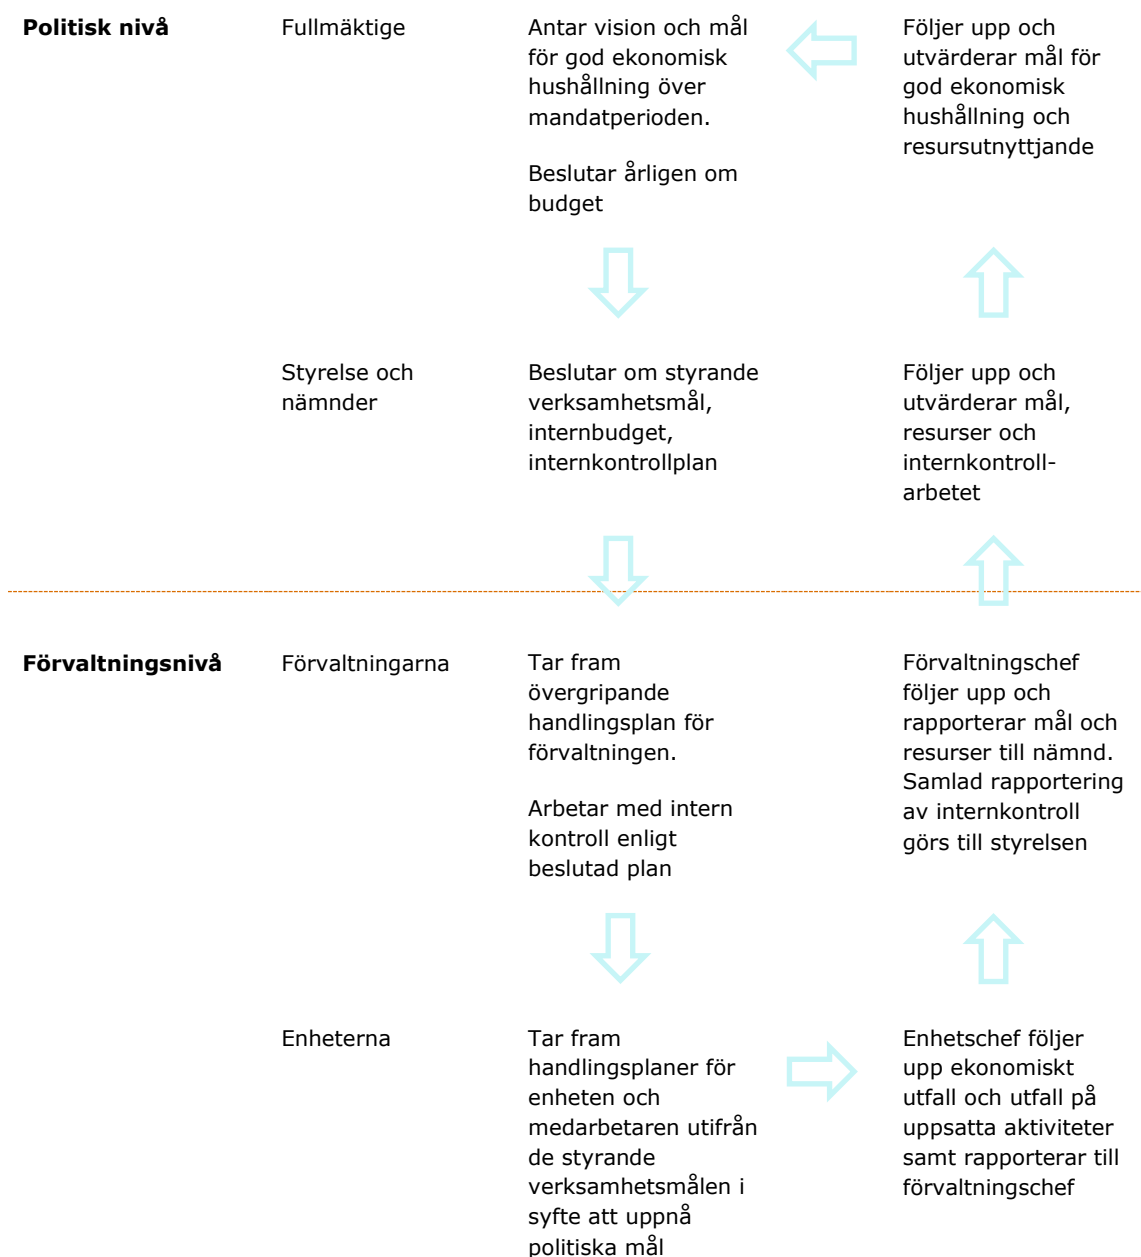 Politisk nivå
Fullmäktige
Antar vision och mål
för god ekonomisk
hushållning över
mandatperioden.
Beslutar årligen om
budget
Följer upp och
utvärderar mål för
god ekonomisk
hushållning och
resursutnyttjande
Styrelse och
nämnder
Beslutar om styrande
verksamhetsmål,
internbudget,
internkontrollplan
Följer upp och
utvärderar mål,
resurser och
internkontroll-
arbetet
Förvaltningsnivå
Förvaltningarna
Tar fram
övergripande
handlingsplan för
förvaltningen.
Arbetar med intern
kontroll enligt
beslutad plan
Förvaltningschef
följer upp och
rapporterar mål och
resurser till nämnd.
Samlad rapportering
av internkontroll
görs till styrelsen
Enheterna
Tar fram
handlingsplaner för
enheten och
medarbetaren utifrån
de styrande
verksamhetsmålen i
syfte att uppnå
politiska mål
Enhetschef följer
upp ekonomiskt
utfall och utfall på
uppsatta aktiviteter
samt rapporterar till
förvaltningschef